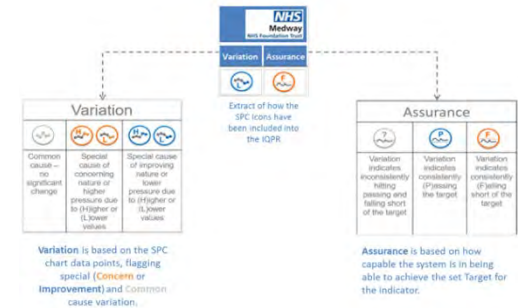 NHS
Medway
NHS Foundation Trust
Variation Assurance
L F
Extract of how the
SPC Icons have
been included into
the IQPR
Variation
H L H L
Common
cause –
no
significant
change
Special
cause of
concerning
nature or
higher
pressure due
to (H)igher or
(L)ower
values
Special cause
of improving
nature or
lower
pressure due
to (H)igher or
(L)ower
values
Variation is based on the SPC
chart data points, flagging
special (Concern or
Improvement) and Common
cause variation.
Assurance
? P F
Variation
indicates
inconsistently
hitting
passing and
falling short
of the target
Variation
indicates
consistently
(P)assing
the target
Variation
indicates
consistently
(F)alling
short of the
target
Assurance is based on how
capable the system is in being
able to achieve the set Target for
the indicator.